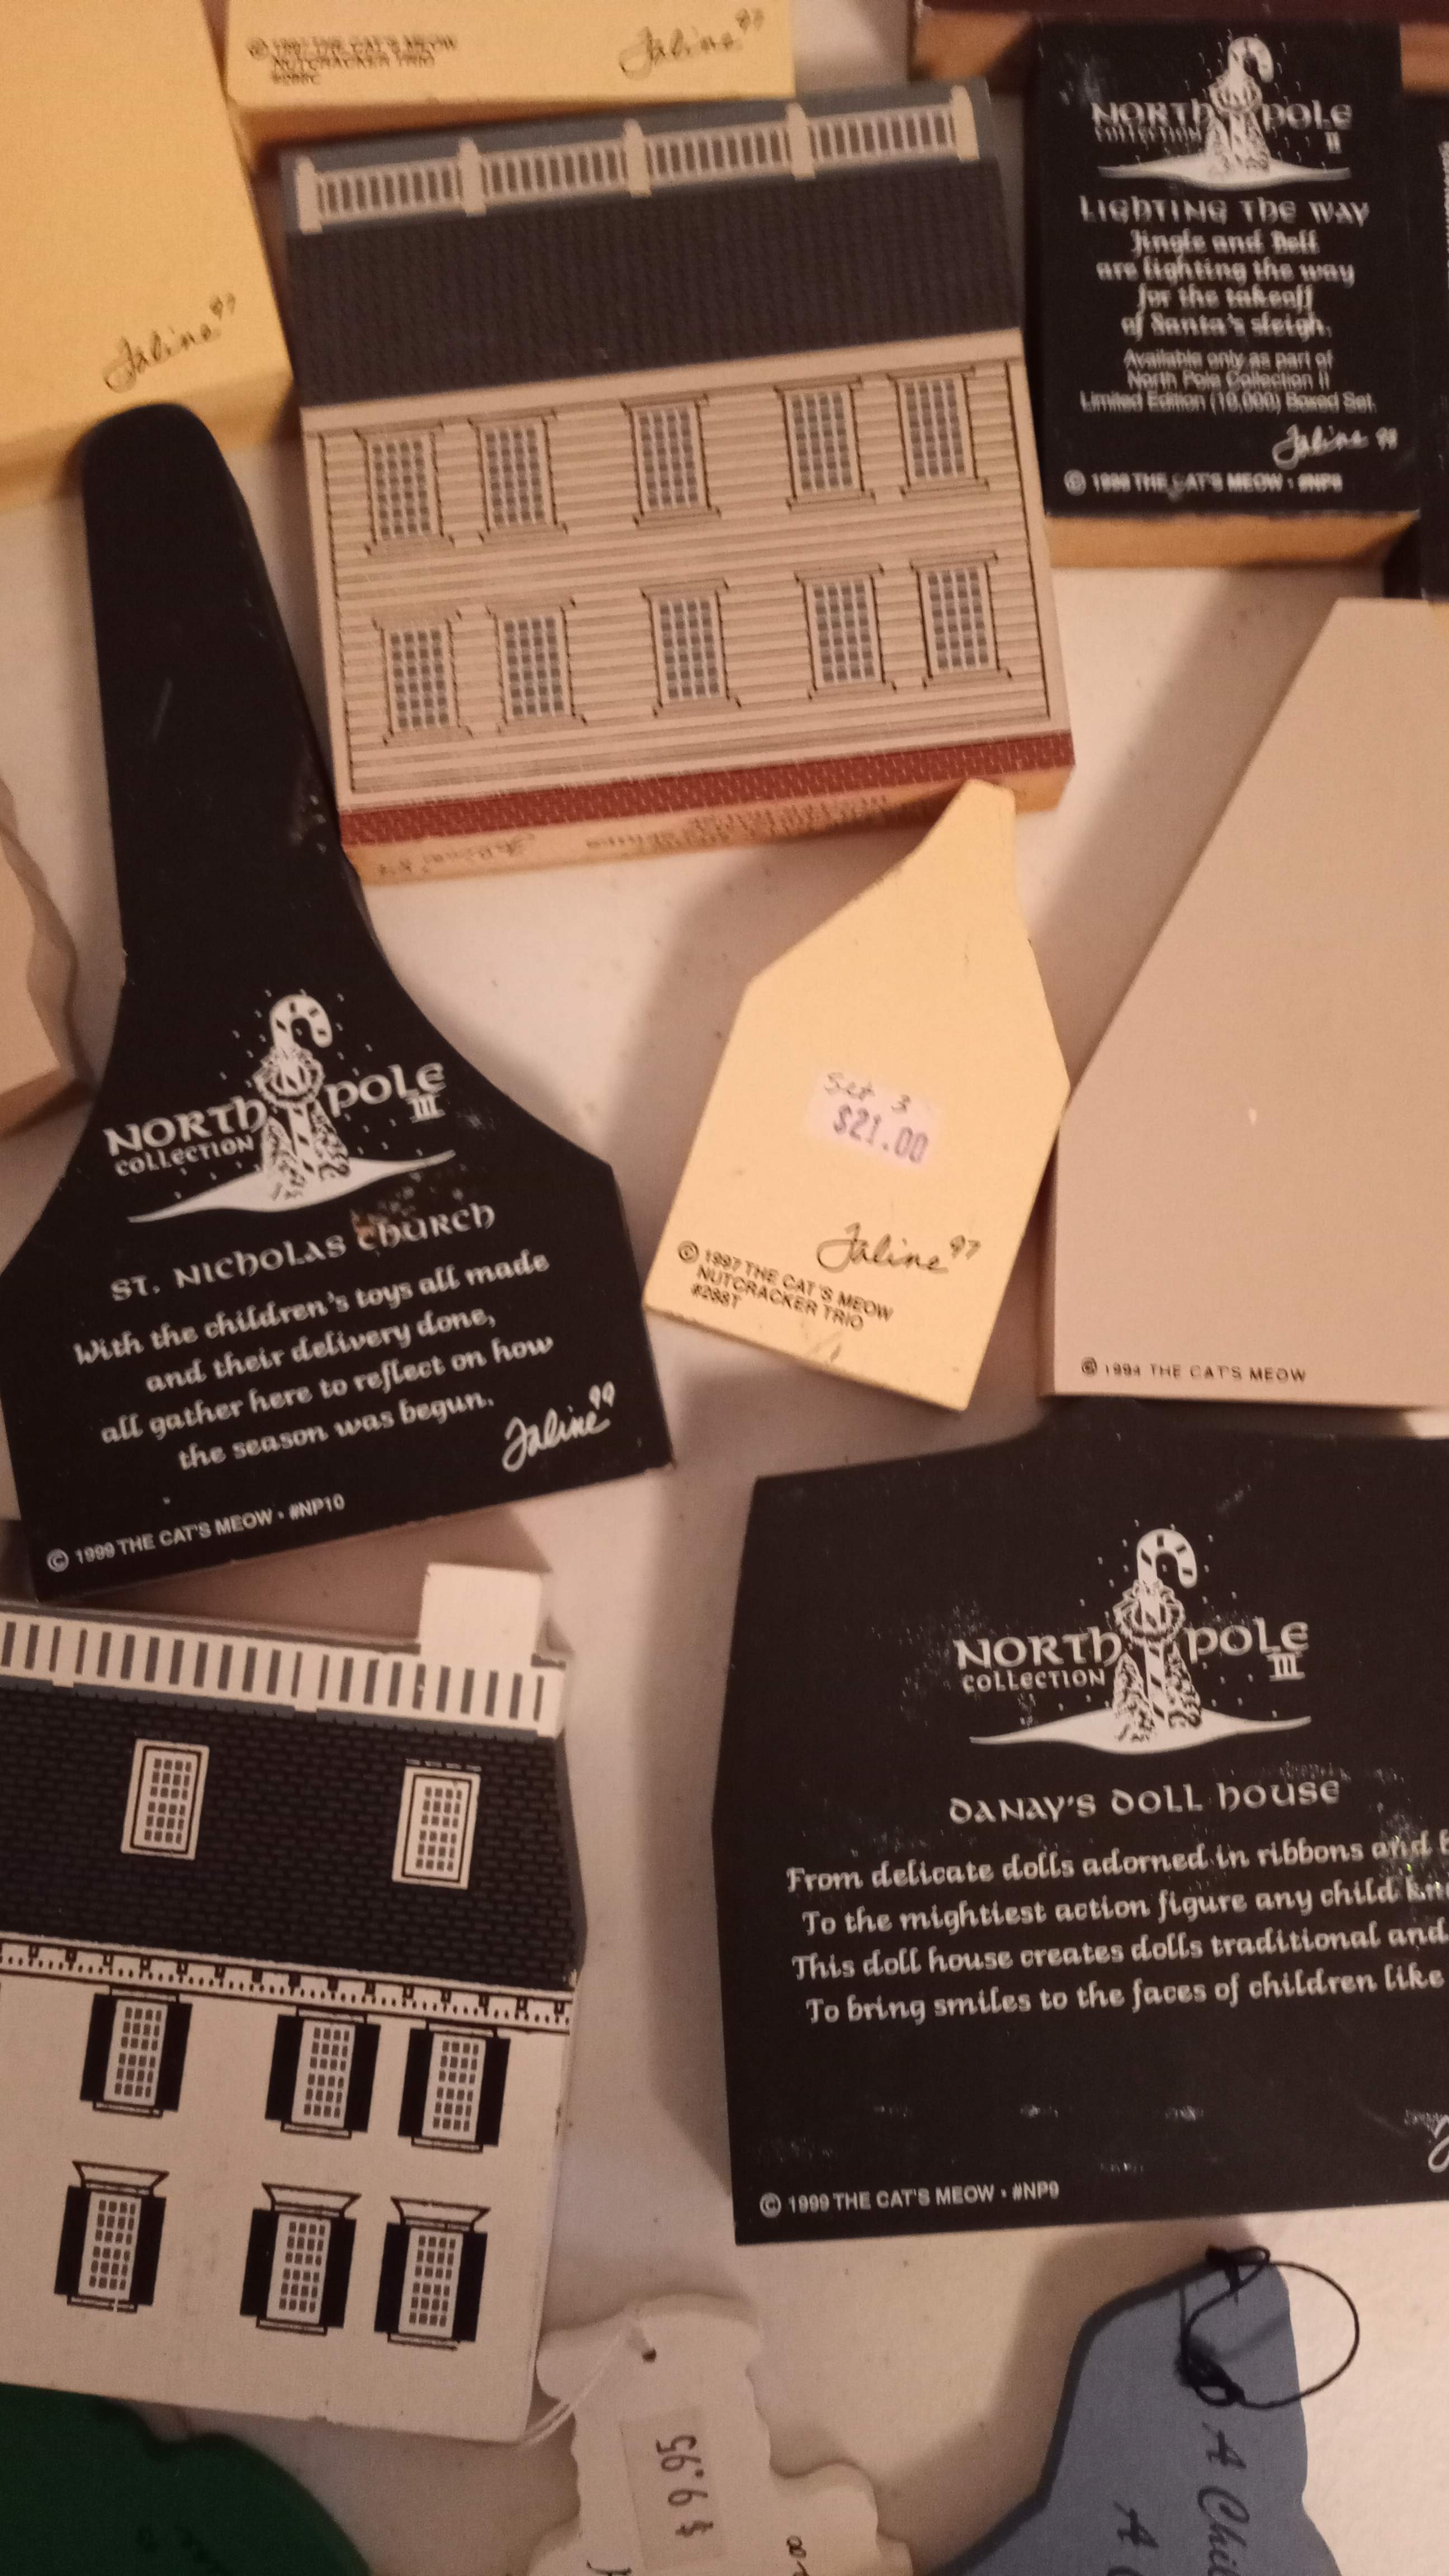 © 1997 THE CAT'S MEOW
NUTCRACKER TRIO
Jaline 97
NORTH POLE
COLLECTION II
LIGHTING THE WAY
Jingle and Bell
are lighting the way
for the takeoff
of Santa's sleigh.
Available only as part of
North Pole Collection II
Limited Edition (10,000) Boxed Set.
Jaline 98
© 1998 THE CAT'S MEOW • #NP8
Jaline 97
NORTH POLE
COLLECTION III
ST. NICHOLAS CHURCH
With the children's toys all made
and their delivery done,
all gather here to reflect on how
the season was begun.
Jaline 99
© 1999 THE CAT'S MEOW • #NP10
Set 3
$21.00
Jaline 97
© 1997 THE CAT'S MEOW
NUTCRACKER TRIO
#288T
© 1994 THE CAT'S MEOW
NORTH POLE
COLLECTION III
DANAY'S DOLL HOUSE
From delicate dolls adorned in ribbons and
To the mightiest action figure any child
This doll house creates dolls traditional and
To bring smiles to the faces of children like
© 1999 THE CAT'S MEOW • #NP9
$ 9.95
A
A